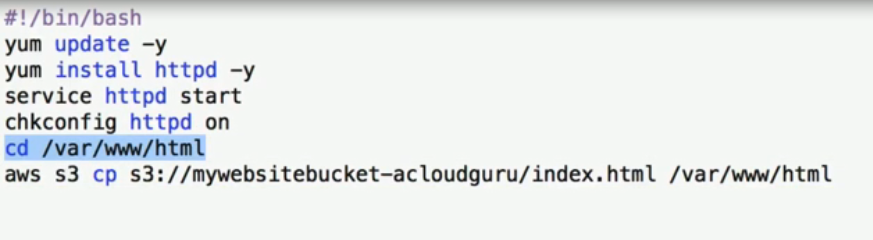 #!/bin/bash
yum update -y
yum install httpd -y
service httpd start
chkconfig httpd on
cd /var/www/html
aws s3 cp s3://mywebsitebucket-acloudguru/index.html /var/www/html